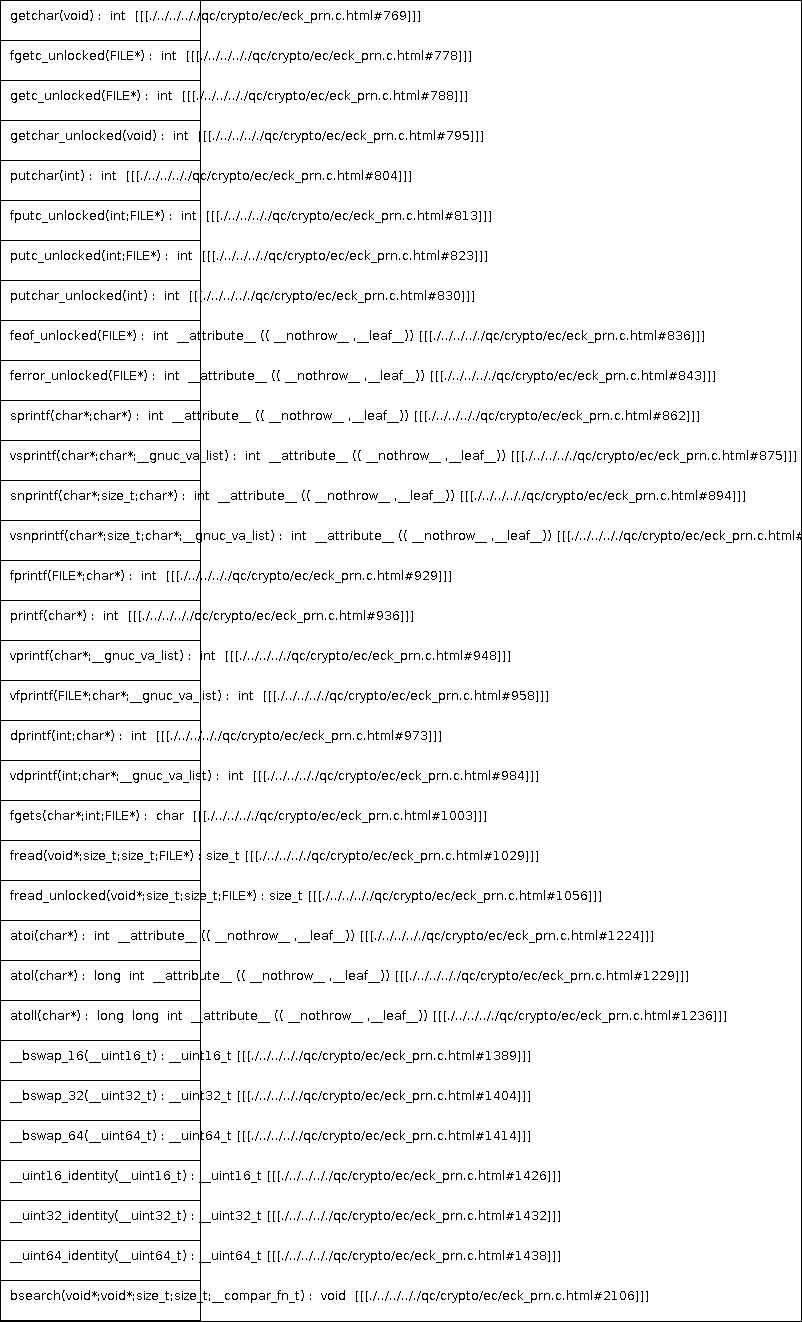 getchar(void) : int [[[./../../../qc/crypto/ec/eck_prn.c.html#769]]]
fgetc_unlocked(FILE*) : int [[[./../../../qc/crypto/ec/eck_prn.c.html#778]]]
getc_unlocked(FILE*) : int [[[./../../../qc/crypto/ec/eck_prn.c.html#788]]]
getchar_unlocked(void) : int [[[./../../../qc/crypto/ec/eck_prn.c.html#795]]]
putchar(int) : int [[[./../../../qc/crypto/ec/eck_prn.c.html#804]]]
fputc_unlocked(int;FILE*) : int [[[./../../../qc/crypto/ec/eck_prn.c.html#813]]]
putc_unlocked(int;FILE*) : int [[[./../../../qc/crypto/ec/eck_prn.c.html#823]]]
putchar_unlocked(int) : int [[[./../../../qc/crypto/ec/eck_prn.c.html#830]]]
feof_unlocked(FILE*) : int __attribute__ (( __nothrow__ ,__leaf__)) [[[./../../../qc/crypto/ec/eck_prn.c.html#836]]]
ferror_unlocked(FILE*) : int __attribute__ (( __nothrow__ ,__leaf__)) [[[./../../../qc/crypto/ec/eck_prn.c.html#843]]]
sprintf(char*;char*) : int __attribute__ (( __nothrow__ ,__leaf__)) [[[./../../../qc/crypto/ec/eck_prn.c.html#862]]]
vsprintf(char*;char*;__gnuc_va_list) : int __attribute__ (( __nothrow__ ,__leaf__)) [[[./../../../qc/crypto/ec/eck_prn.c.html#875]]]
snprintf(char*;size_t;char*) : int __attribute__ (( __nothrow__ ,__leaf__)) [[[./../../../qc/crypto/ec/eck_prn.c.html#894]]]
vsnprintf(char*;size_t;char*;__gnuc_va_list) : int __attribute__ (( __nothrow__ ,__leaf__)) [[[./../../../qc/crypto/ec/eck_prn.c.html#
fprintf(FILE*;char*) : int [[[./../../../qc/crypto/ec/eck_prn.c.html#929]]]
printf(char*) : int [[[./../../../qc/crypto/ec/eck_prn.c.html#936]]]
vprintf(char*;__gnuc_va_list) : int [[[./../../../qc/crypto/ec/eck_prn.c.html#948]]]
vfprintf(FILE*;char*;__gnuc_va_list) : int [[[./../../../qc/crypto/ec/eck_prn.c.html#958]]]
dprintf(int;char*) : int [[[./../../../qc/crypto/ec/eck_prn.c.html#973]]]
vdprintf(int;char*;__gnuc_va_list) : int [[[./../../../qc/crypto/ec/eck_prn.c.html#984]]]
fgets(char*;int;FILE*) : char [[[./../../../qc/crypto/ec/eck_prn.c.html#1003]]]
fread(void*;size_t;size_t;FILE*) : size_t [[[./../../../qc/crypto/ec/eck_prn.c.html#1029]]]
fread_unlocked(void*;size_t;size_t;FILE*) : size_t [[[./../../../qc/crypto/ec/eck_prn.c.html#1056]]]
atoi(char*) : int __attribute__ (( __nothrow__ ,__leaf__)) [[[./../../../qc/crypto/ec/eck_prn.c.html#1224]]]
atol(char*) : long int __attribute__ (( __nothrow__ ,__leaf__)) [[[./../../../qc/crypto/ec/eck_prn.c.html#1229]]]
atoll(char*) : long long int __attribute__ (( __nothrow__ ,__leaf__)) [[[./../../../qc/crypto/ec/eck_prn.c.html#1236]]]
__bswap_16(__uint16_t) : __uint16_t [[[./../../../qc/crypto/ec/eck_prn.c.html#1389]]]
__bswap_32(__uint32_t) : __uint32_t [[[./../../../qc/crypto/ec/eck_prn.c.html#1404]]]
__bswap_64(__uint64_t) : __uint64_t [[[./../../../qc/crypto/ec/eck_prn.c.html#1414]]]
__uint16_identity(__uint16_t) : __uint16_t [[[./../../../qc/crypto/ec/eck_prn.c.html#1426]]]
__uint32_identity(__uint32_t) : __uint32_t [[[./../../../qc/crypto/ec/eck_prn.c.html#1432]]]
__uint64_identity(__uint64_t) : __uint64_t [[[./../../../qc/crypto/ec/eck_prn.c.html#1438]]]
bsearch(void*;void*;size_t;size_t;__compar_fn_t) : void [[[./../../../qc/crypto/ec/eck_prn.c.html#2106]]]